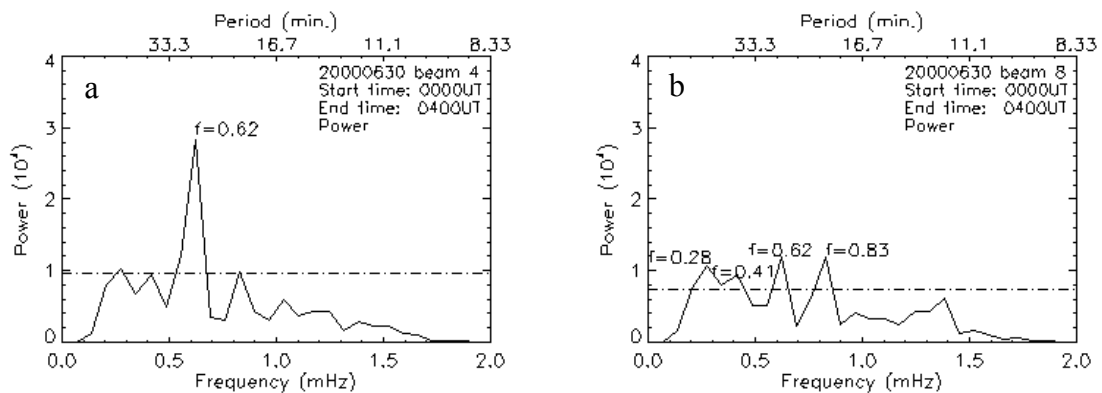 Period (min.)
33.3 16.7 11.1 8.33
a
20000630 beam 4
Start time: 0000UT
End time: 0400UT
Power
f=0.62
Power (10⁴)
4
3
2
1
0
0.0 0.5 1.0 1.5 2.0
Frequency (mHz)
Period (min.)
33.3 16.7 11.1 8.33
b
20000630 beam 8
Start time: 0000UT
End time: 0400UT
Power
f=0.28
f=0.41
f=0.62
f=0.83
Power (10⁴)
4
3
2
1
0
0.0 0.5 1.0 1.5 2.0
Frequency (mHz)